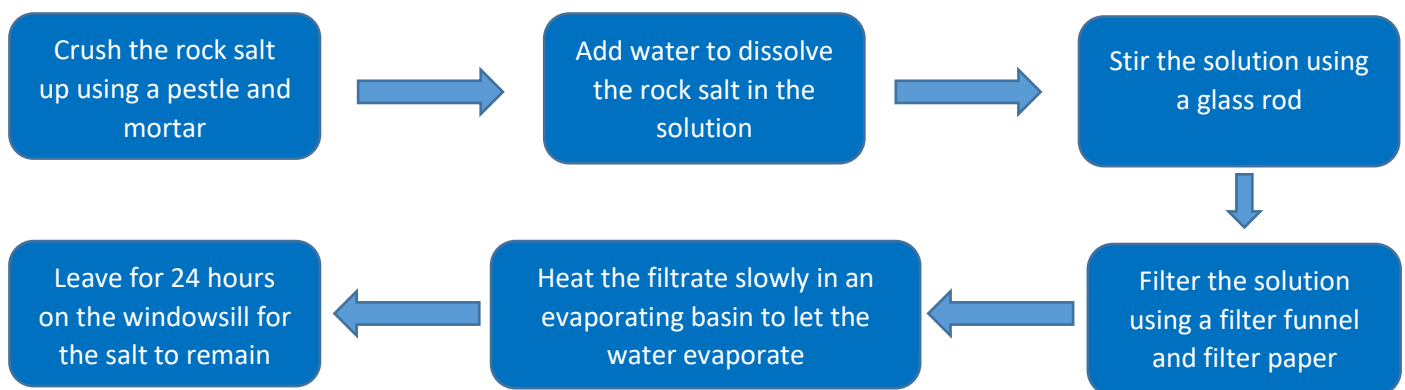 Crush the rock salt
up using a pestle and
mortar
Add water to dissolve
the rock salt in the
solution
Stir the solution using
a glass rod
Filter the solution
using a filter funnel
and filter paper
Heat the filtrate slowly in an
evaporating basin to let the
water evaporate
Leave for 24 hours
on the windowsill for
the salt to remain